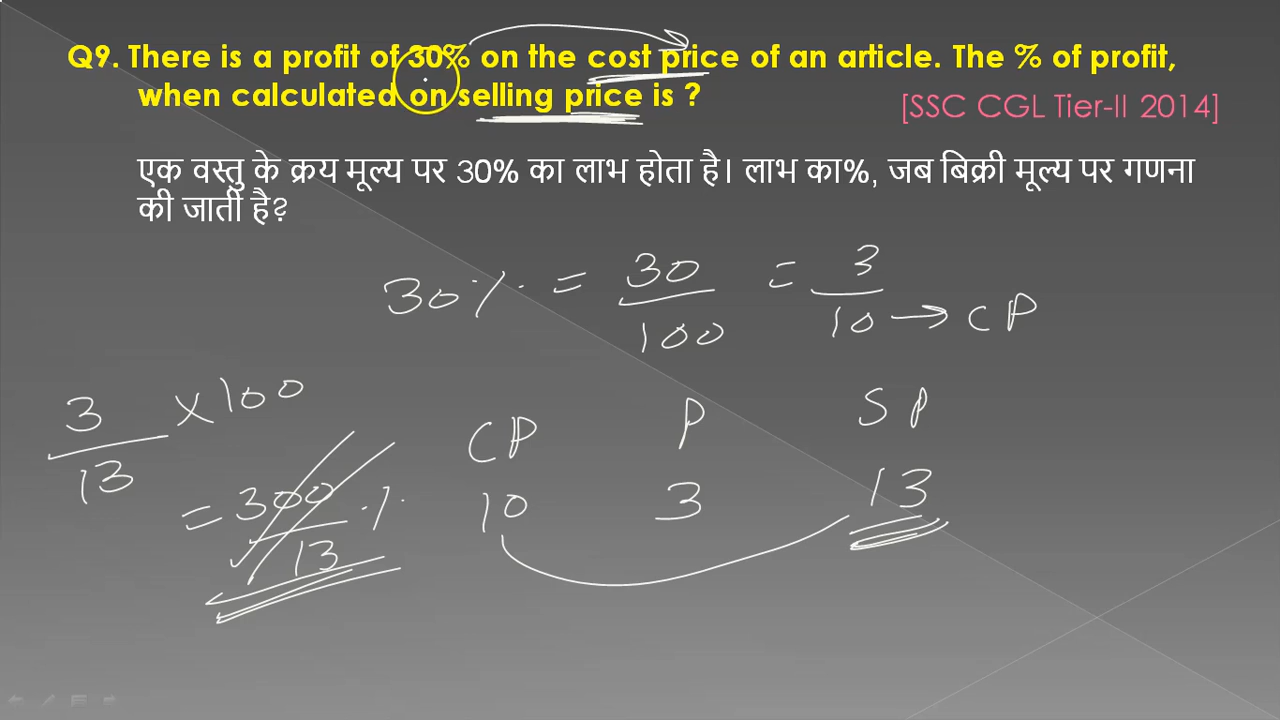 Q9. There is a profit of 30% on the cost price of an article. The % of profit,
when calculated on selling price is ?
[SSC CGL Tier-II 2014]
एक वस्तु के क्रय मूल्य पर 30% का लाभ होता है। लाभ का%, जब बिक्री मूल्य पर गणना
की जाती है?
30% = 30/100 = 3/10 → CP
3/13 × 100
= 300/13 %
CP P SP
10 3 13